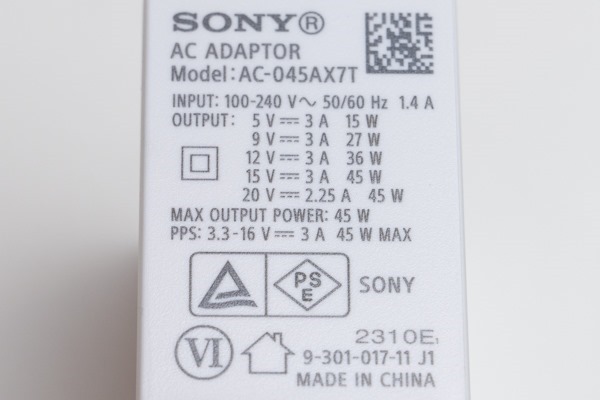 SONY®
AC ADAPTOR
Model: AC-045AX7T
INPUT: 100-240 V～ 50/60 Hz 1.4 A
OUTPUT: 5 V⎓3 A 15 W
9 V⎓3 A 27 W
12 V⎓3 A 36 W
15 V⎓3 A 45 W
20 V⎓2.25 A 45 W
MAX OUTPUT POWER: 45 W
PPS: 3.3-16 V⎓3 A 45 W MAX
PS
E
SONY
VI
2310E1
9-301-017-11 J1
MADE IN CHINA